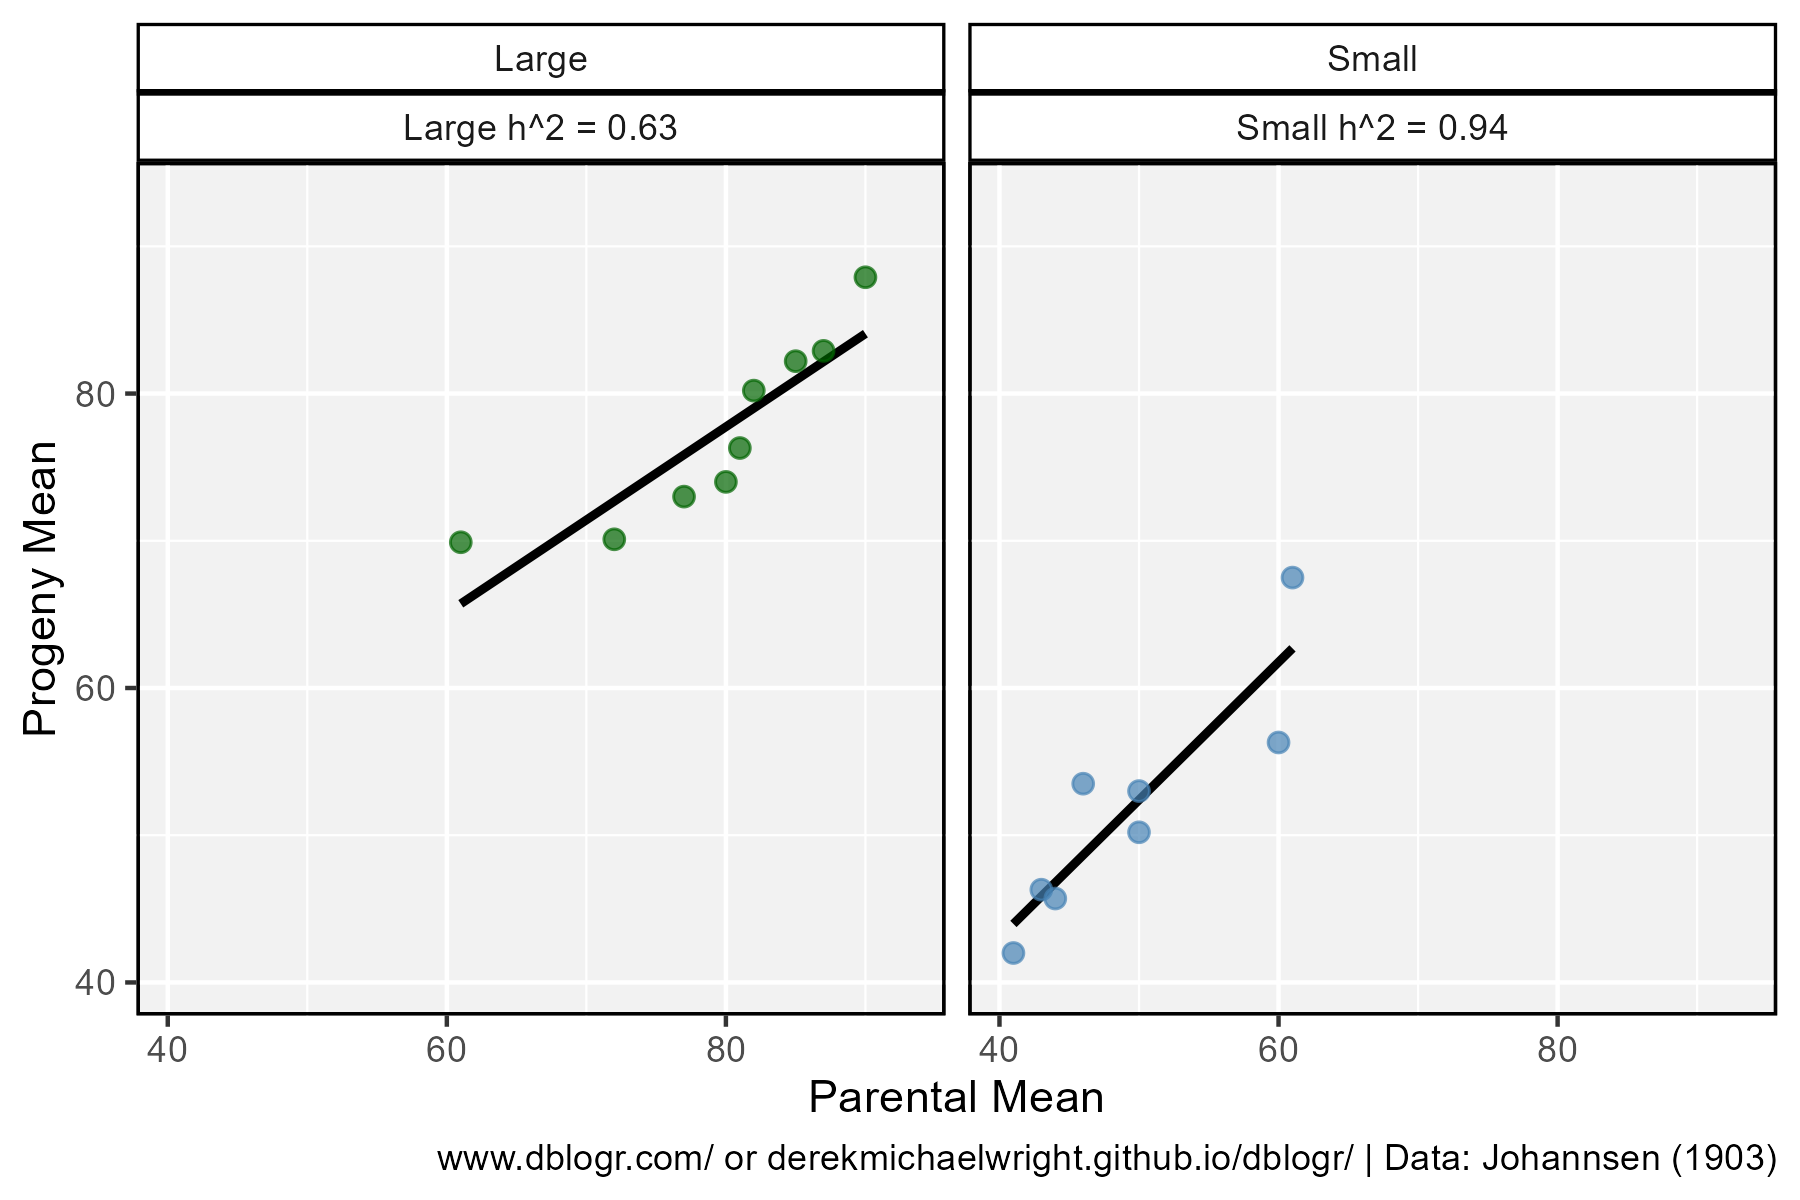 Large
Small
Large h^2 = 0.63
Small h^2 = 0.94
Progeny Mean
80
60
40
40
60
80
40
60
80
Parental Mean
www.dblogr.com/ or derekmichaelwright.github.io/dblogr/ | Data: Johannsen (1903)